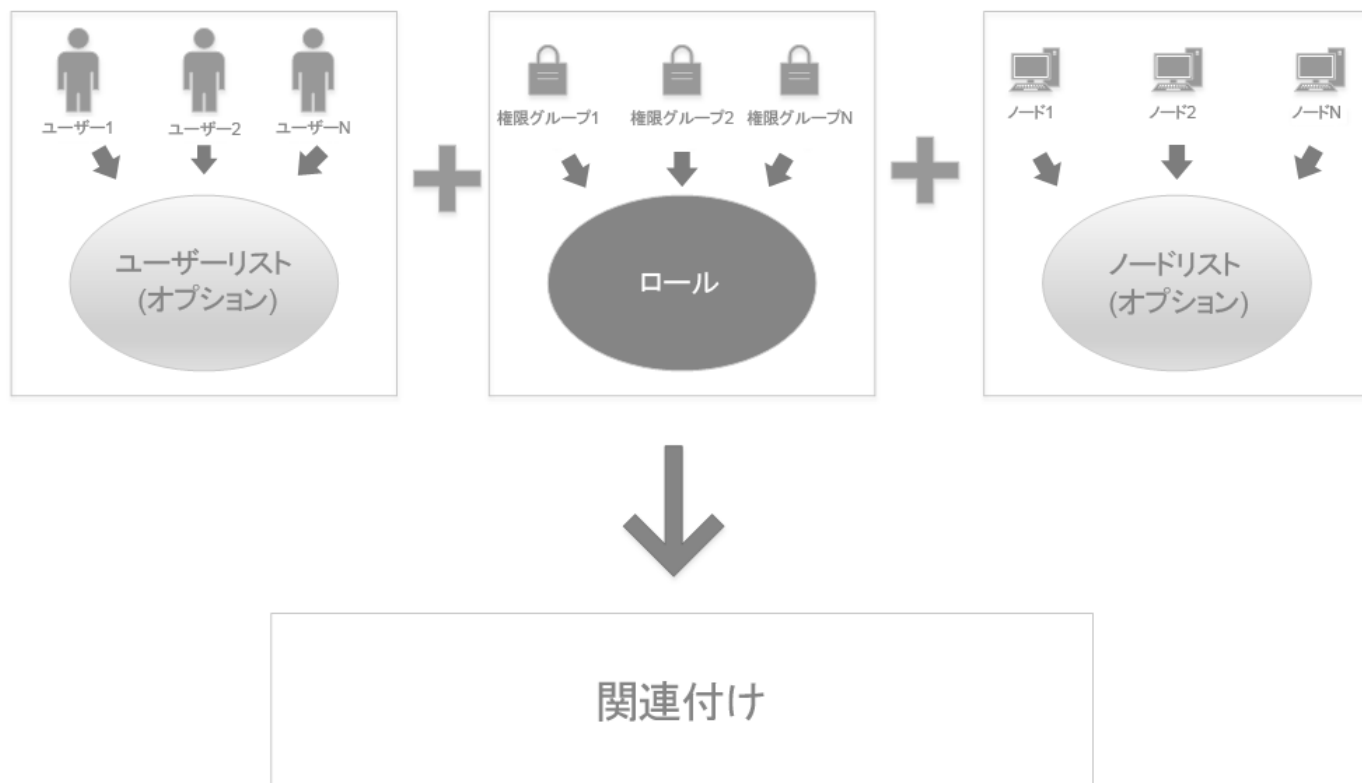 ユーザー1
ユーザー2
ユーザーN
ユーザーリスト
(オプション)
権限グループ1
権限グループ2
権限グループN
ロール
ノード1
ノード2
ノードN
ノードリスト
(オプション)
関連付け